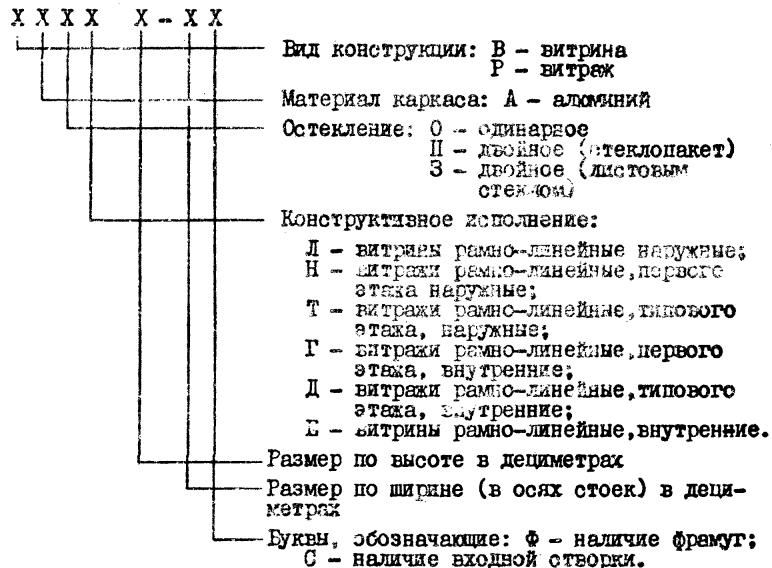 Х Х Х Х Х – Х Х
Вид конструкции: В – витрина
Р – витраж
Материал каркаса: А – алюминий
Остекление: О – одинарное
П – двойное (стеклопакет)
З – двойное (листовым
стеклом)
Конструктивное исполнение:
Л – витрины рамно-линейные наружные;
Н – витражи рамно-линейные,первого
этажа наружные;
Т – витражи рамно-линейные,типового
этажа, наружные;
Г – витражи рамно-линейные,первого
этажа, внутренние;
Д – витражи рамно-линейные,типового
этажа, внутренние;
– витрины рамно-линейные,внутренние.
Размер по высоте в дециметрах
Размер по ширине (в осях стоек) в деци-
метрах
Буквы, обозначающие: Ф – наличие фрамуг;
С – наличие входной створки.